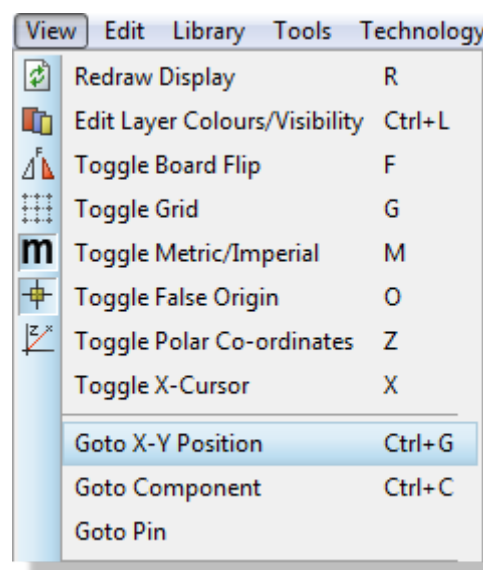 View Edit Library Tools Technology
Redraw Display R
Edit Layer Colours/Visibility Ctrl+L
F Toggle Board Flip F
Toggle Grid G
m Toggle Metric/Imperial M
Toggle False Origin O
z x Toggle Polar Co-ordinates Z
Toggle X-Cursor X
Goto X-Y Position Ctrl+G
Goto Component Ctrl+C
Goto Pin